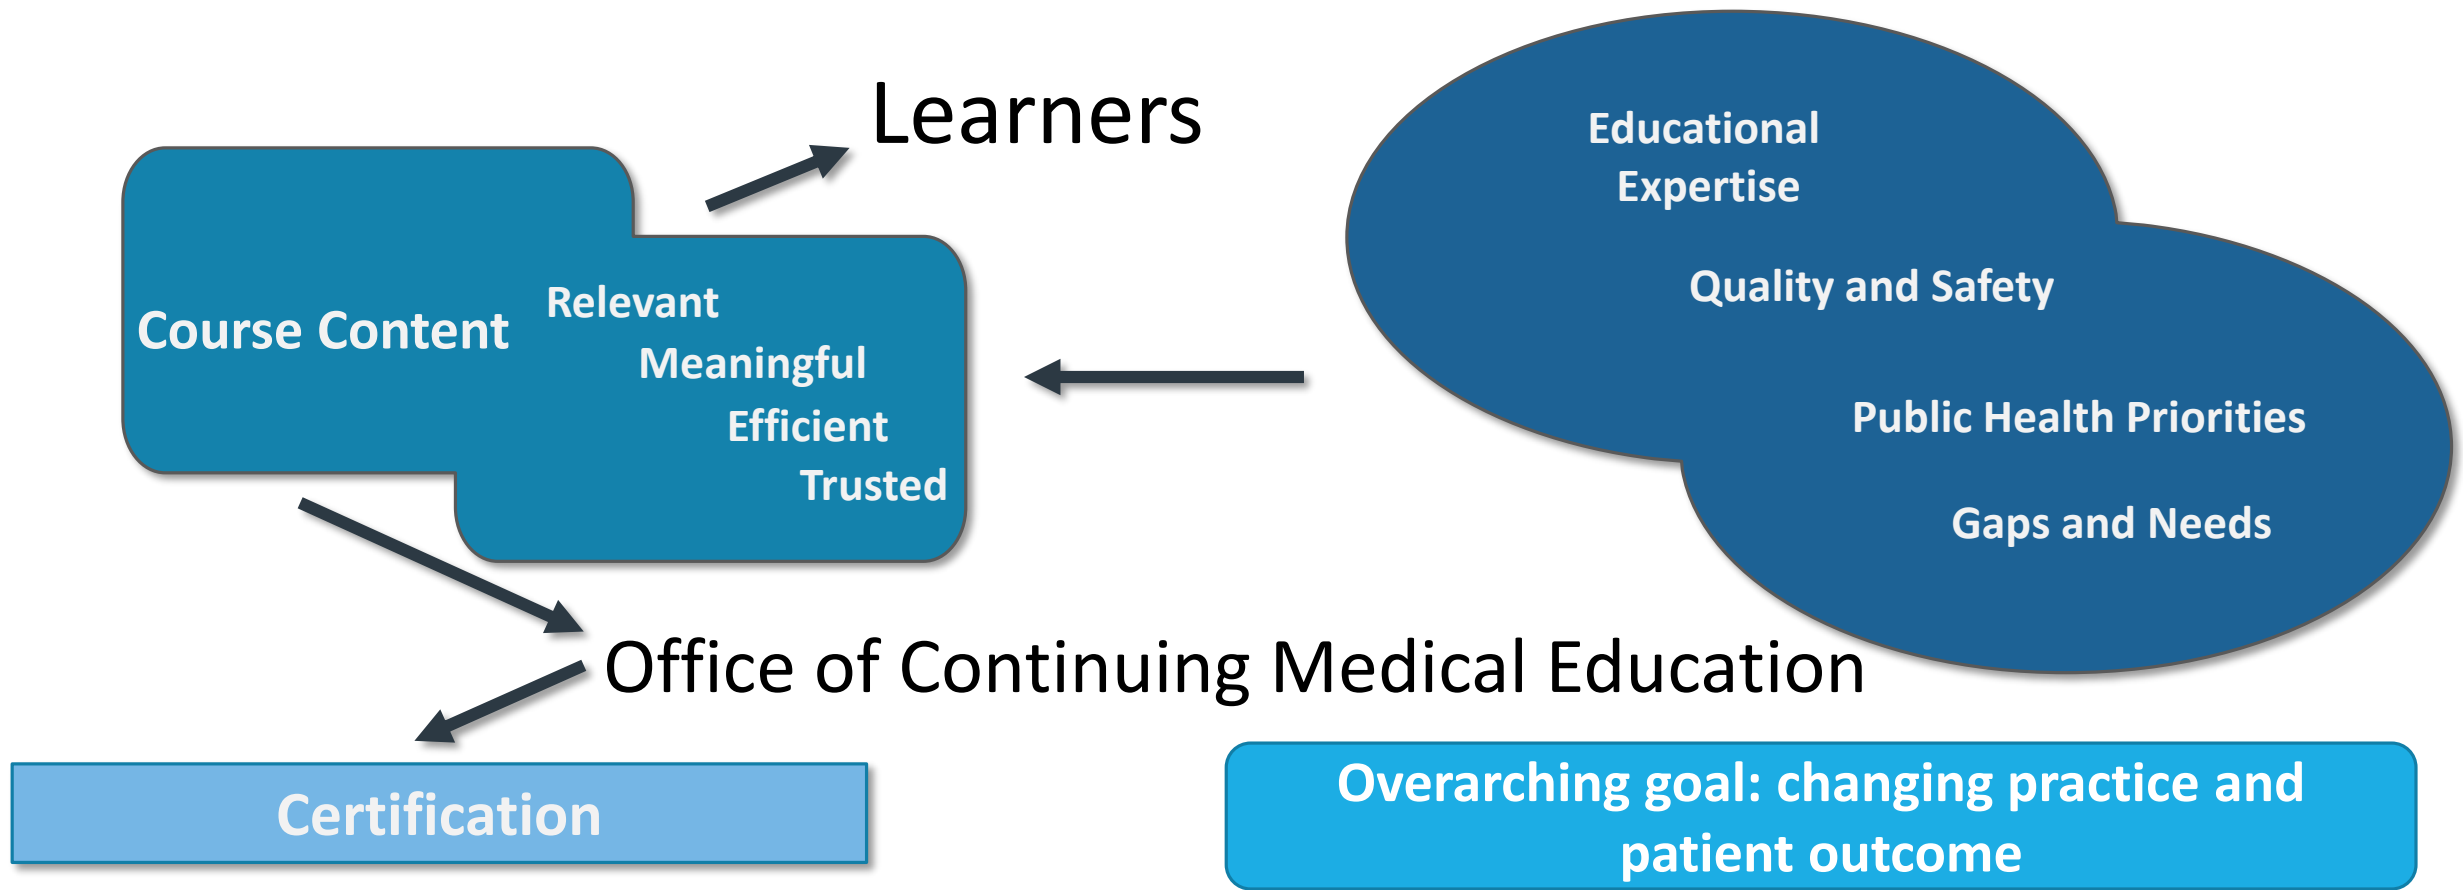 Learners
Educational
Expertise
Quality and Safety
Public Health Priorities
Gaps and Needs
Course Content
Relevant
Meaningful
Efficient
Trusted
Office of Continuing Medical Education
Certification
Overarching goal: changing practice and
patient outcome